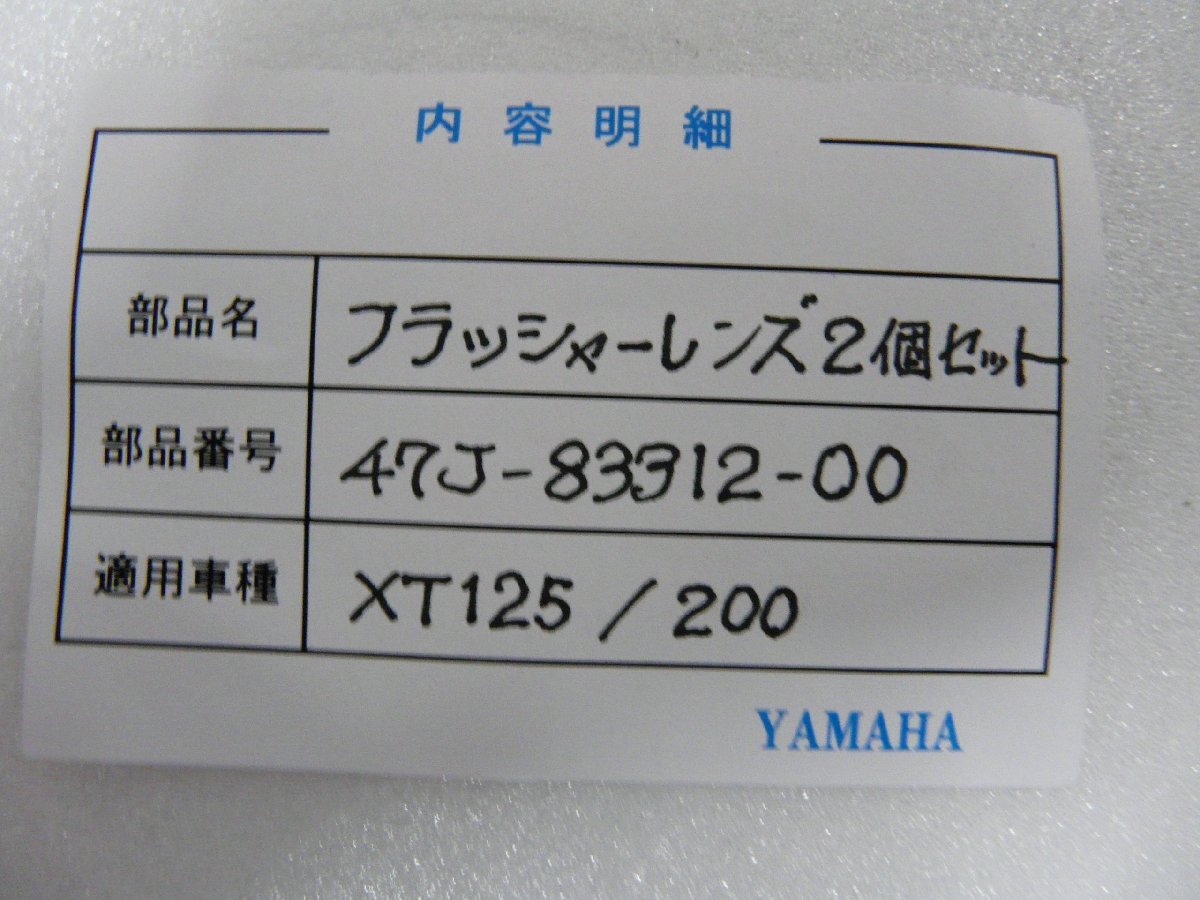 内容明細
部品名 フラッシャーレンズ2個セット
部品番号 47J-83312-00
適用車種 XT125/200
YAMAHA